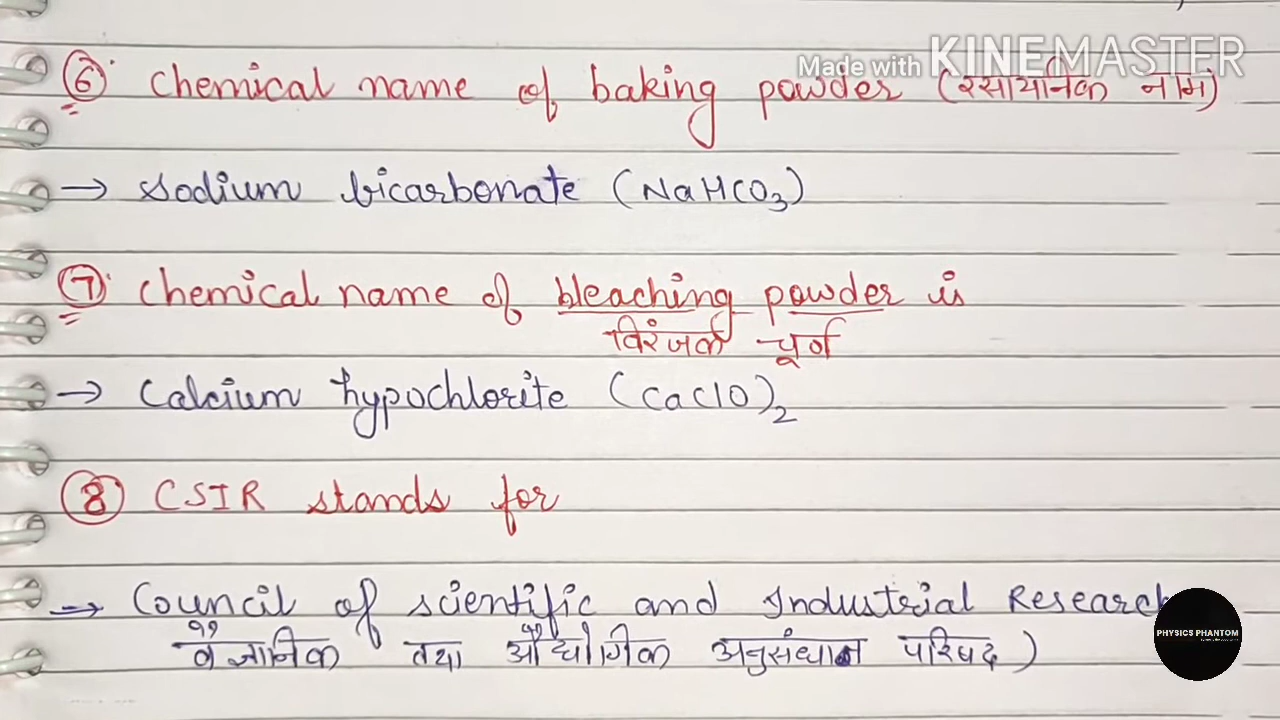 Made with KINEMASTER
⑥ Chemical name of baking powder (रसायनिक नाम)
→ Sodium bicarbonate (NaHCO₃)
⑦ Chemical name of bleaching powder is
विरंजक चूर्ण
→ Calcium hypochlorite (CaClO)₂
⑧ CSIR stands for
→ Council of scientific and Industrial Research
वैज्ञानिक तथा औद्योगिक अनुसंधान परिषद )
PHYSICS PHANTOM